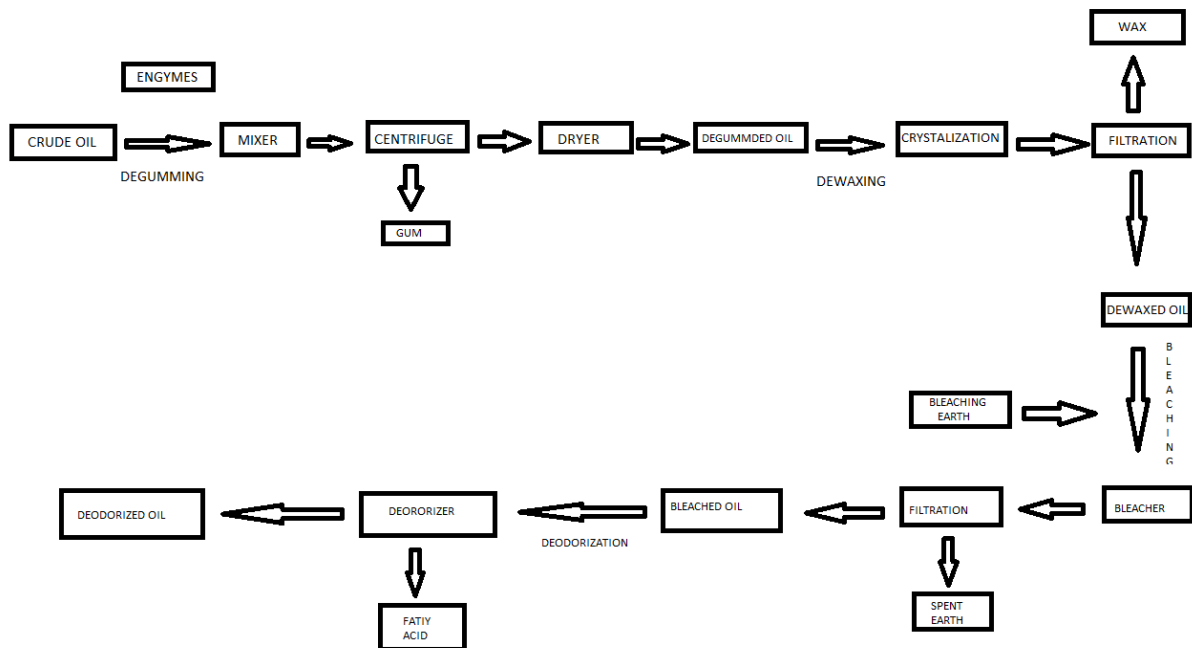 WAX
ENGYMES
CRUDE OIL
MIXER
CENTRIFUGE
DRYER
DEGUMMDED OIL
CRYSTALIZATION
FILTRATION
DEGUMMING
DEWAXING
GUM
DEWAXED OIL
BLEACHING
BLEACHING
EARTH
DEODORIZED OIL
DEORORIZER
BLEACHED OIL
FILTRATION
BLEACHER
DEODORIZATION
FATIY
ACID
SPENT
EARTH